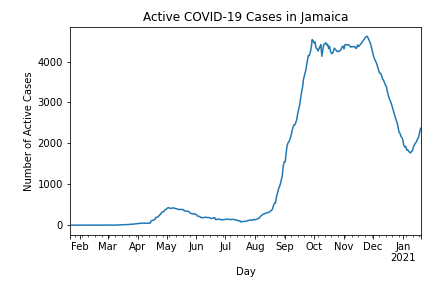 Active COVID-19 Cases in Jamaica
Number of Active Cases
4000
3000
2000
1000
0
Feb Mar Apr May Jun Jul Aug Sep Oct Nov Dec Jan
2021
Day